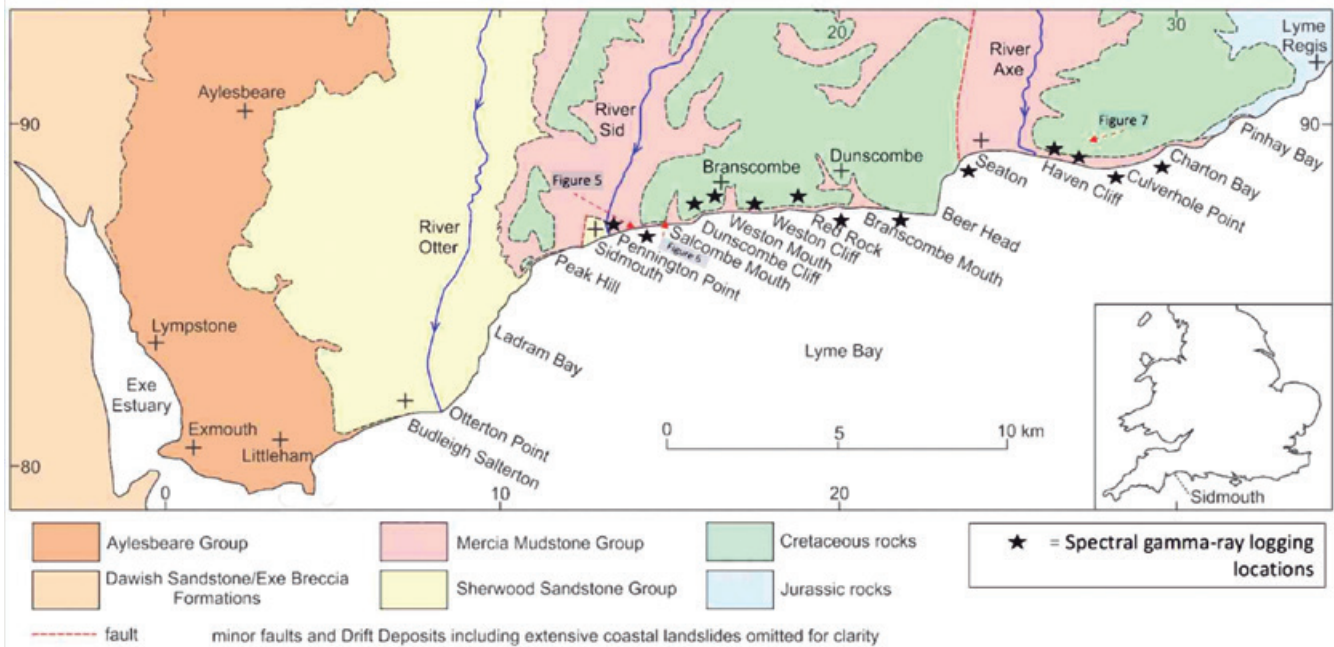 20
30
Lyme
Regis
River
Axe
Aylesbeare
River
Sid
90
Figure 7
90
Pinhay Bay
Charton Bay
Culverhole Point
Haven Cliff
Seaton
Branscombe
Dunscombe
Figure 5
River
Otter
Beer Head
Branscombe Mouth
Red Rock
Weston Cliff
Weston Mouth
Dunscombe Cliff
Salcombe Mouth
Figure 6
Pennington Point
Sidmouth
Peak Hill
Lympstone
Ladram Bay
Lyme Bay
Exe
Estuary
Otterton Point
0 5 10 km
Exmouth
Littleham
Budleigh Salterton
80
0 10 20
Sidmouth
Aylesbeare Group
Mercia Mudstone Group
Cretaceous rocks
= Spectral gamma-ray logging
locations
Dawish Sandstone/Exe Breccia
Formations
Sherwood Sandstone Group
Jurassic rocks
fault
minor faults and Drift Deposits including extensive coastal landslides omitted for clarity